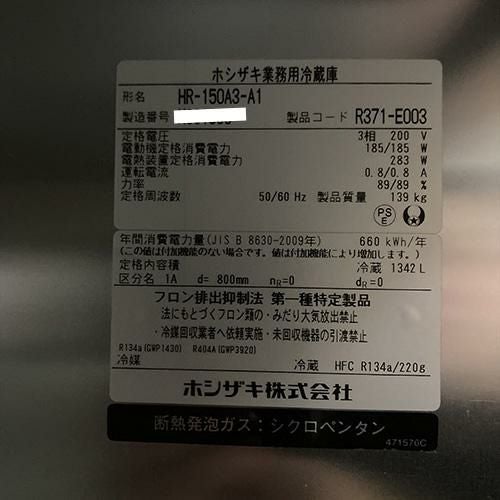 ホシザキ業務用冷蔵庫
形名 HR-150A3-A1
製造番号 製品コード R371-E003
定格電圧 3相 200 V
電動機定格消費電力 185/185 W
電熱装置定格消費電力 283 W
運転電流 0.8/0.8 A
力率 89/89 %
定格周波数 50/60 Hz 製品質量 139 kg
PS E
年間消費電力量(JIS B 8630-2009年) 660 kWh/年
(この値は付加機能のない場合です。値は付加機能により増加します。)
定格内容積 冷蔵 1342 L
区分名 1A d= 800mm nR=0 dR=0
フロン排出抑制法 第一種特定製品
法にもとづくフロン類の・みだり大気放出禁止
・冷媒回収業者へ依頼実施・未回収機器の引渡禁止
R134a(GWP1430) R404A(GWP3920)
冷媒 冷蔵 HFC R134a/220g
ホシザキ株式会社
断熱発泡ガス：シクロペンタン
471576C